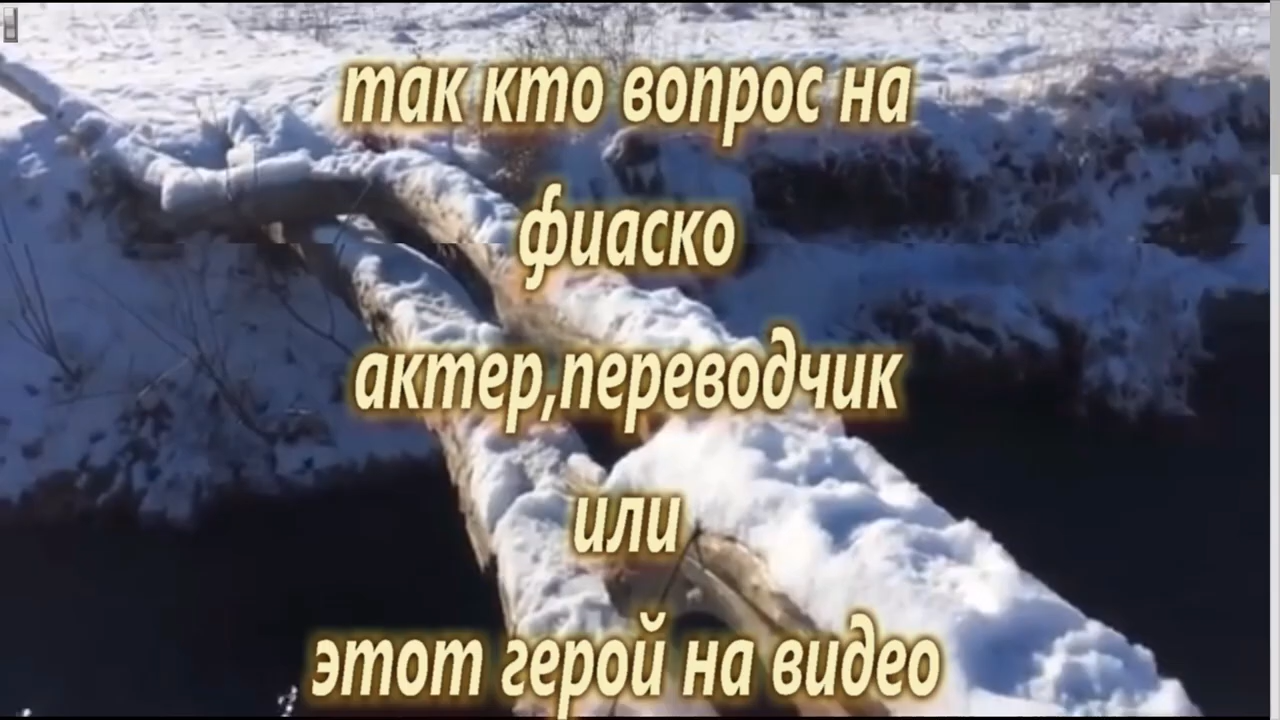 так кто вопрос на
фиаско
актер,переводчик
или
этот герой на видео